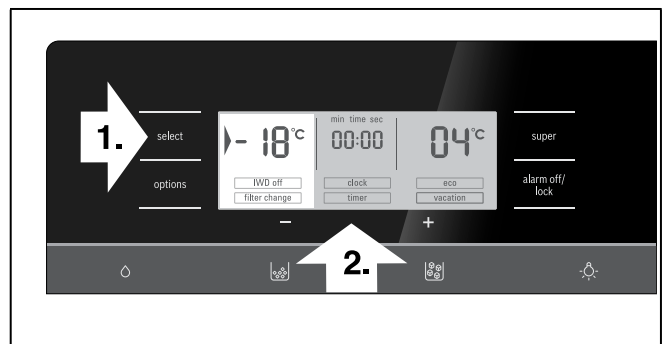 1.
select
options
- 18°C
min time sec
00:00
04°C
IWD off
filter change
clock
timer
eco
vacation
super
alarm off/
lock
−
+
2.